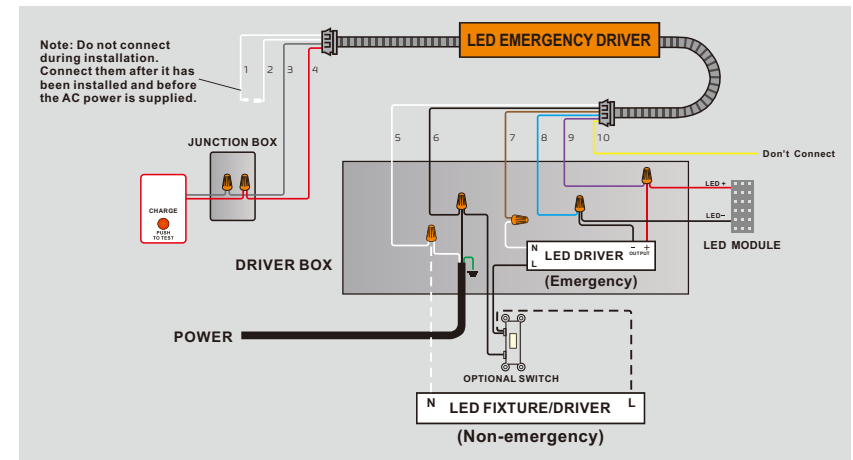 Note: Do not connect
during installation.
Connect them after it has
been installed and before
the AC power is supplied.
1 2 3 4
LED EMERGENCY DRIVER
5 6 7 8 9 10
Don't Connect
JUNCTION BOX
CHARGE
PUSH
TO TEST
LED +
LED–
LED MODULE
N
L
LED DRIVER
– +
OUTPUT
(Emergency)
DRIVER BOX
POWER
OPTIONAL SWITCH
N LED FIXTURE/DRIVER L
(Non-emergency)